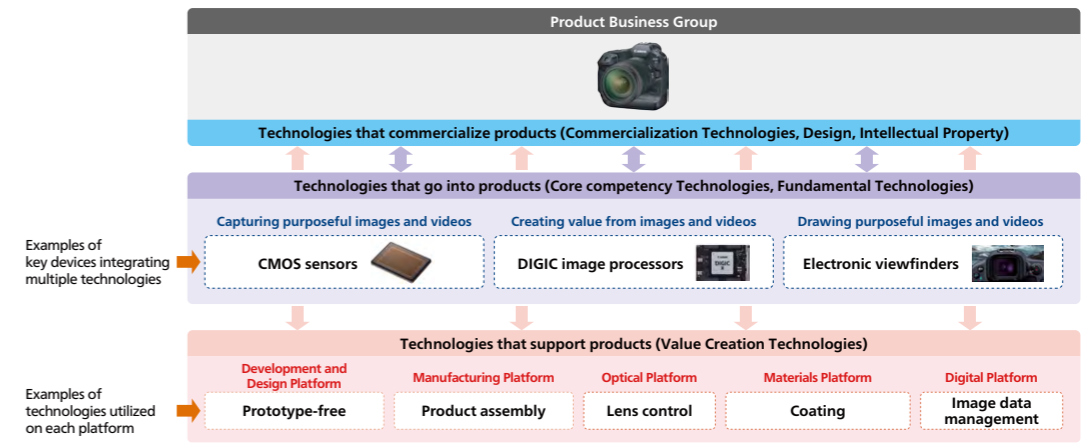 Product Business Group
Technologies that commercialize products (Commercialization Technologies, Design, Intellectual Property)
Technologies that go into products (Core competency Technologies, Fundamental Technologies)
Capturing purposeful images and videos
Creating value from images and videos
Drawing purposeful images and videos
Examples of
key devices integrating
multiple technologies
CMOS sensors
DIGIC image processors
DIGIC
X
Electronic viewfinders
Technologies that support products (Value Creation Technologies)
Development and
Design Platform
Manufacturing Platform
Optical Platform
Materials Platform
Digital Platform
Examples of
technologies utilized
on each platform
Prototype-free
Product assembly
Lens control
Coating
Image data
management